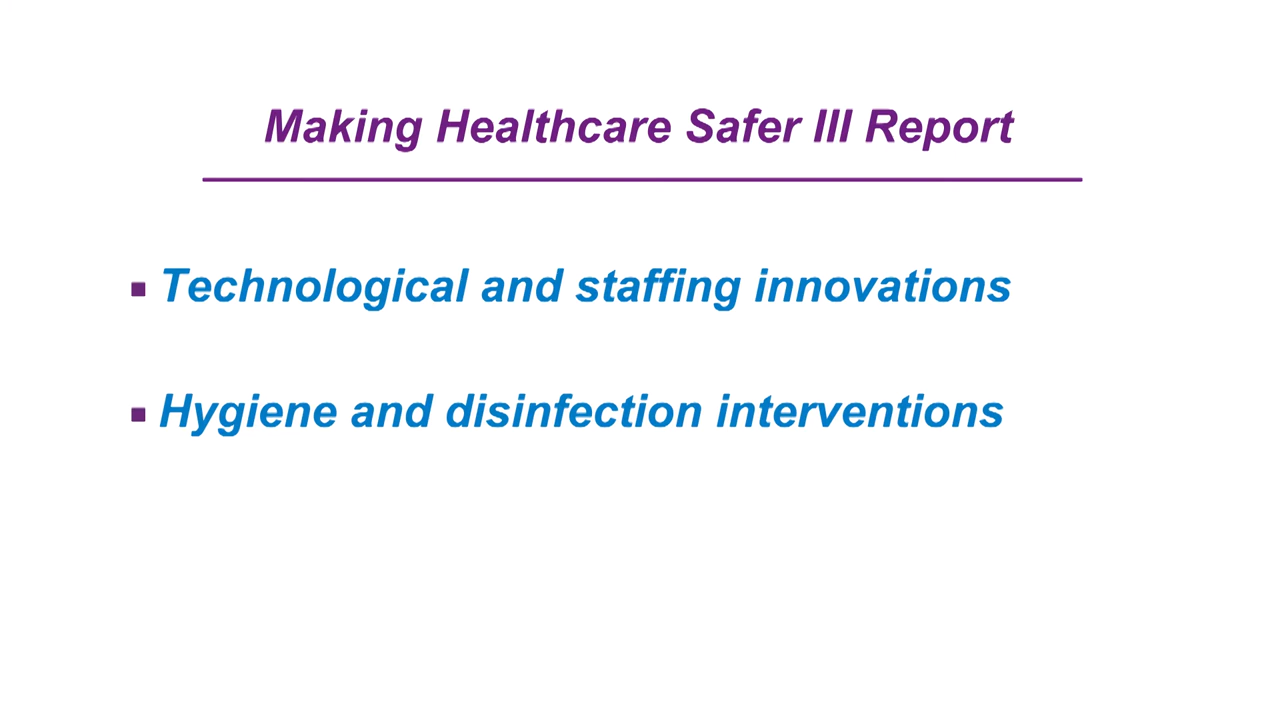 Making Healthcare Safer III Report
Technological and staffing innovations
Hygiene and disinfection interventions